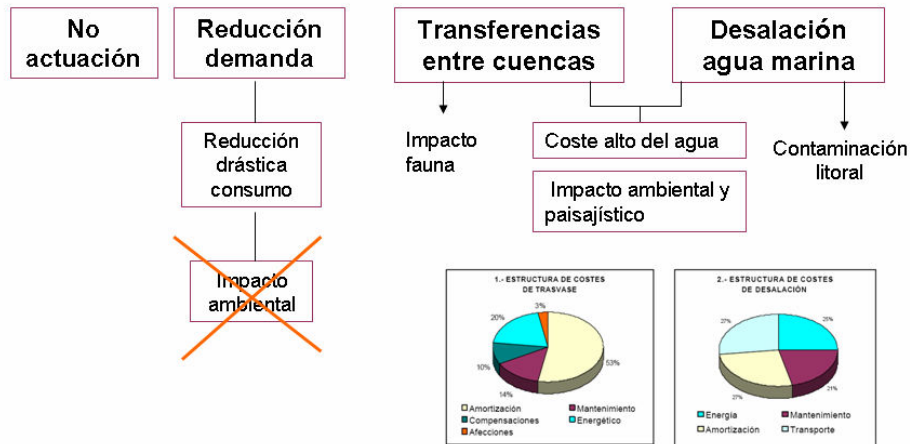 No
actuación
Reducción
demanda
Transferencias
entre cuencas
Desalación
agua marina
Reducción
drástica
consumo
Impacto
fauna
Coste alto del agua
Contaminación
litoral
Impacto ambiental y
paisajístico
Impacto
ambiental
1.- ESTRUCTURA DE COSTES
DE TRASVASE
3%
20%
10%
14%
53%
Amortización
Mantenimiento
Compensaciones
Energético
Afecciones
2.- ESTRUCTURA DE COSTES
DE DESALACIÓN
27%
25%
27%
21%
Energía
Mantenimiento
Amortización
Transporte